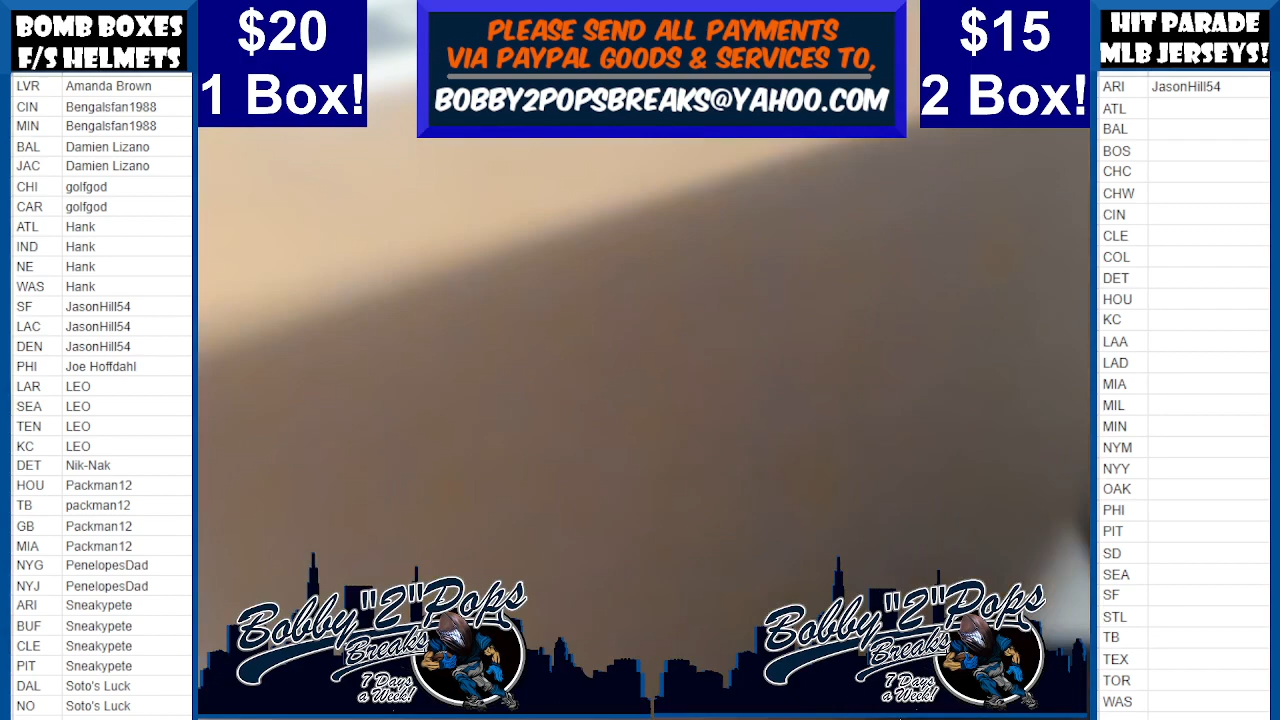 BOMB BOXES
F/S HELMETS
LVR Amanda Brown
CIN Bengalsfan1988
MIN Bengalsfan1988
BAL Damien Lizano
JAC Damien Lizano
CHI golfgod
CAR golfgod
ATL Hank
IND Hank
NE Hank
WAS Hank
SF JasonHill54
LAC JasonHill54
DEN JasonHill54
PHI Joe Hoffdahl
LAR LEO
SEA LEO
TEN LEO
KC LEO
DET Nik-Nak
HOU Packman12
TB packman12
GB Packman12
MIA Packman12
NYG PenelopesDad
NYJ PenelopesDad
ARI Sneakypete
BUF Sneakypete
CLE Sneakypete
PIT Sneakypete
DAL Soto's Luck
NO Soto's Luck
$20
1 Box!
PLEASE SEND ALL PAYMENTS
VIA PAYPAL GOODS & SERVICES TO,
BOBBY2POPSBREAKS@YAHOO.COM
$15
2 Box!
Bobby "2" Pops
Breaks
7 Days
a Week!
Bobby "2" Pops
Breaks
7 Days
a Week!
HIT PARADE
MLB JERSEYS!
ARI JasonHill54
ATL
BAL
BOS
CHC
CHW
CIN
CLE
COL
DET
HOU
KC
LAA
LAD
MIA
MIL
MIN
NYM
NYY
OAK
PHI
PIT
SD
SEA
SF
STL
TB
TEX
TOR
WAS